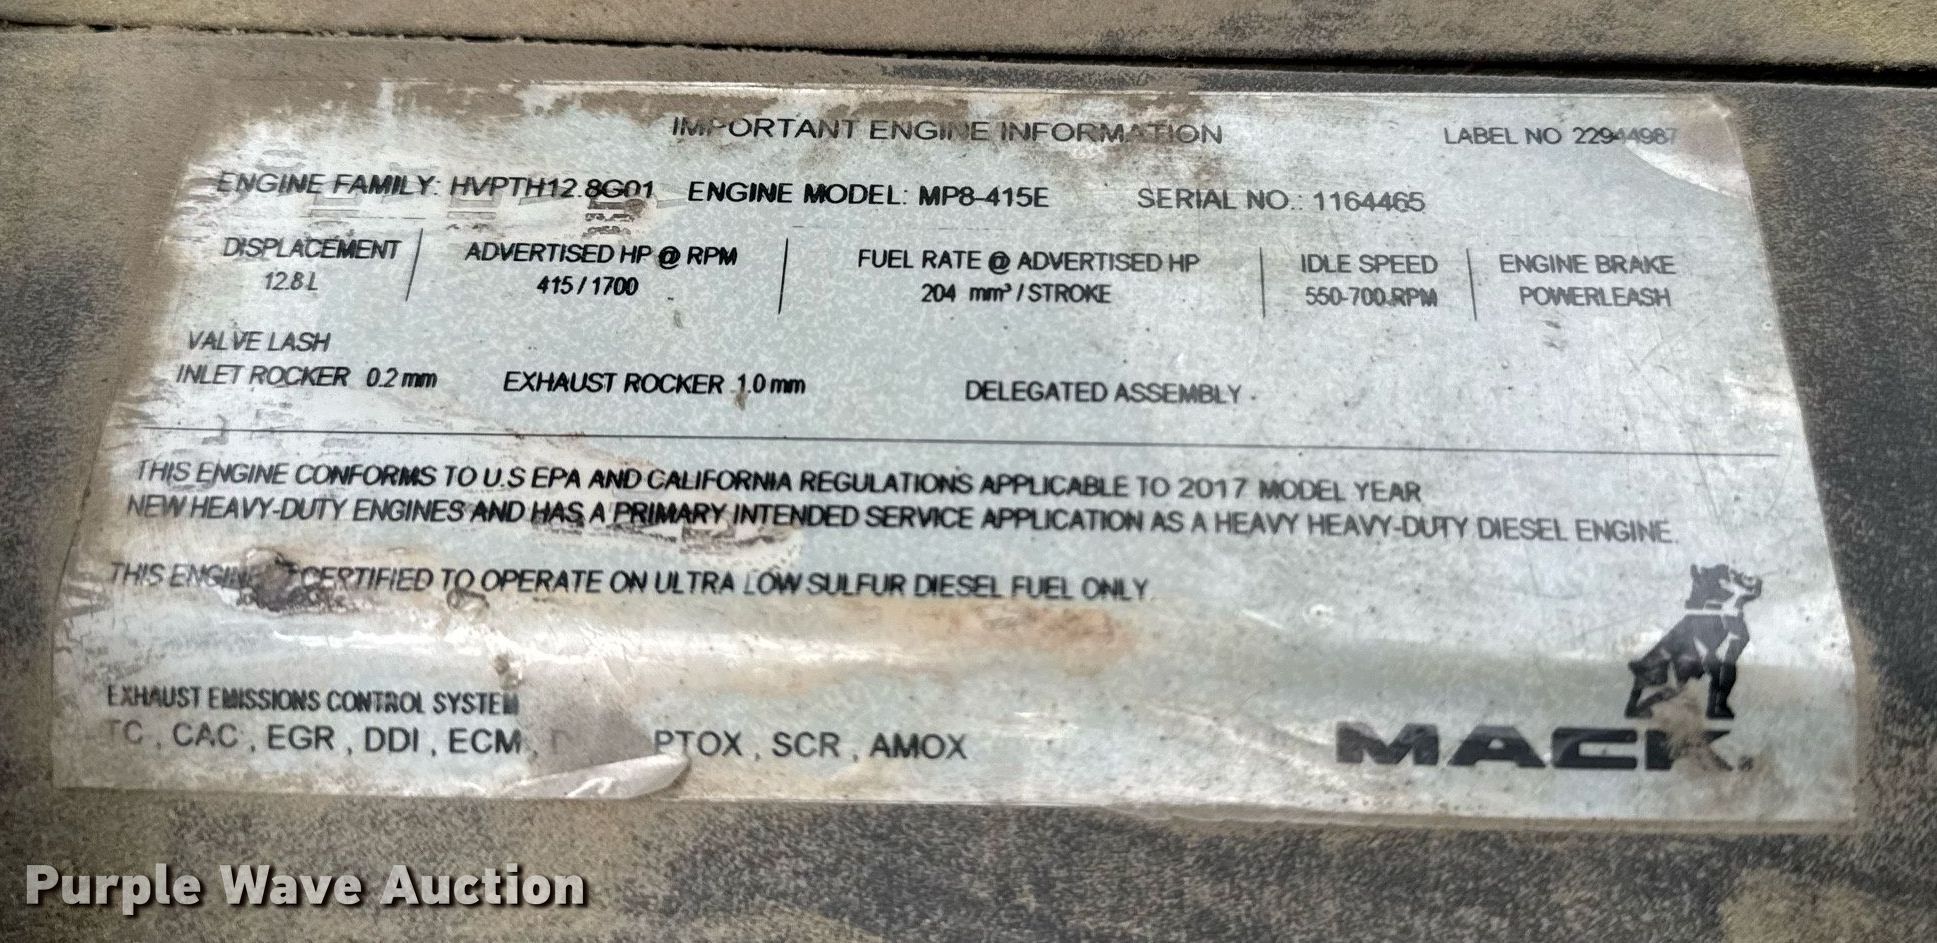 IMPORTANT ENGINE INFORMATION LABEL NO 22944987
ENGINE FAMILY: HVPTH12.8G01 ENGINE MODEL: MP8-415E SERIAL NO.: 1164465
DISPLACEMENT ADVERTISED HP @ RPM FUEL RATE @ ADVERTISED HP IDLE SPEED ENGINE BRAKE
12.8 L 415 / 1700 204 mm³ / STROKE 550-700 RPM POWERLEASH
VALVE LASH
INLET ROCKER 0.2 mm EXHAUST ROCKER 1.0 mm DELEGATED ASSEMBLY
THIS ENGINE CONFORMS TO U.S EPA AND CALIFORNIA REGULATIONS APPLICABLE TO 2017 MODEL YEAR
NEW HEAVY-DUTY ENGINES AND HAS A PRIMARY INTENDED SERVICE APPLICATION AS A HEAVY HEAVY-DUTY DIESEL ENGINE.
THIS ENGINE CERTIFIED TO OPERATE ON ULTRA LOW SULFUR DIESEL FUEL ONLY
EXHAUST EMISSIONS CONTROL SYSTEM
TC , CAC , EGR , DDI , ECM , PTOX , SCR , AMOX
MACK.
Purple Wave Auction